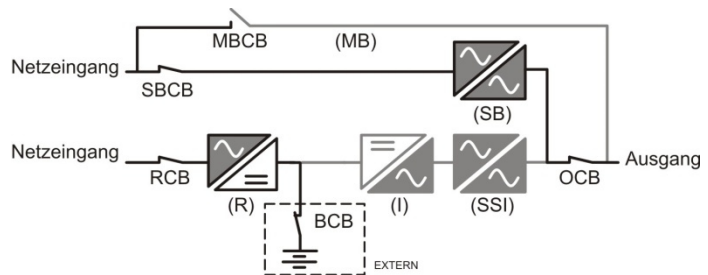 MBCB
(MB)
Netzeingang
SBCB
(SB)
Netzeingang
Ausgang
RCB
(R)
(I)
(SSI)
OCB
BCB
EXTERN